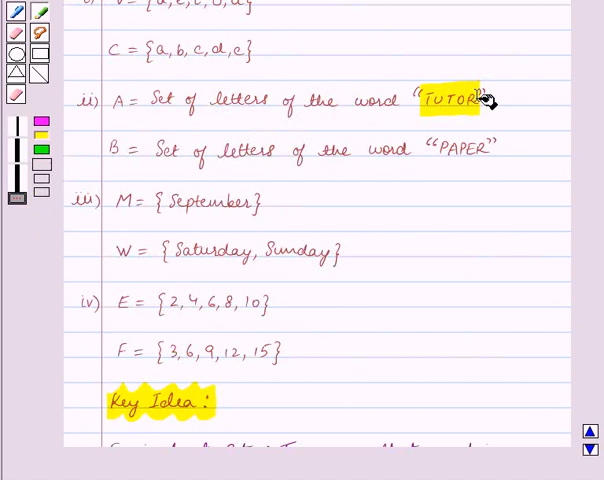 i) V = {a, e, i, o, u}
C = {a, b, c, d, e}
ii) A = Set of letters of the word "TUTOR"
B = Set of letters of the word "PAPER"
iii) M = {September}
W = {Saturday, Sunday}
iv) E = {2, 4, 6, 8, 10}
F = {3, 6, 9, 12, 15}
Key Idea: